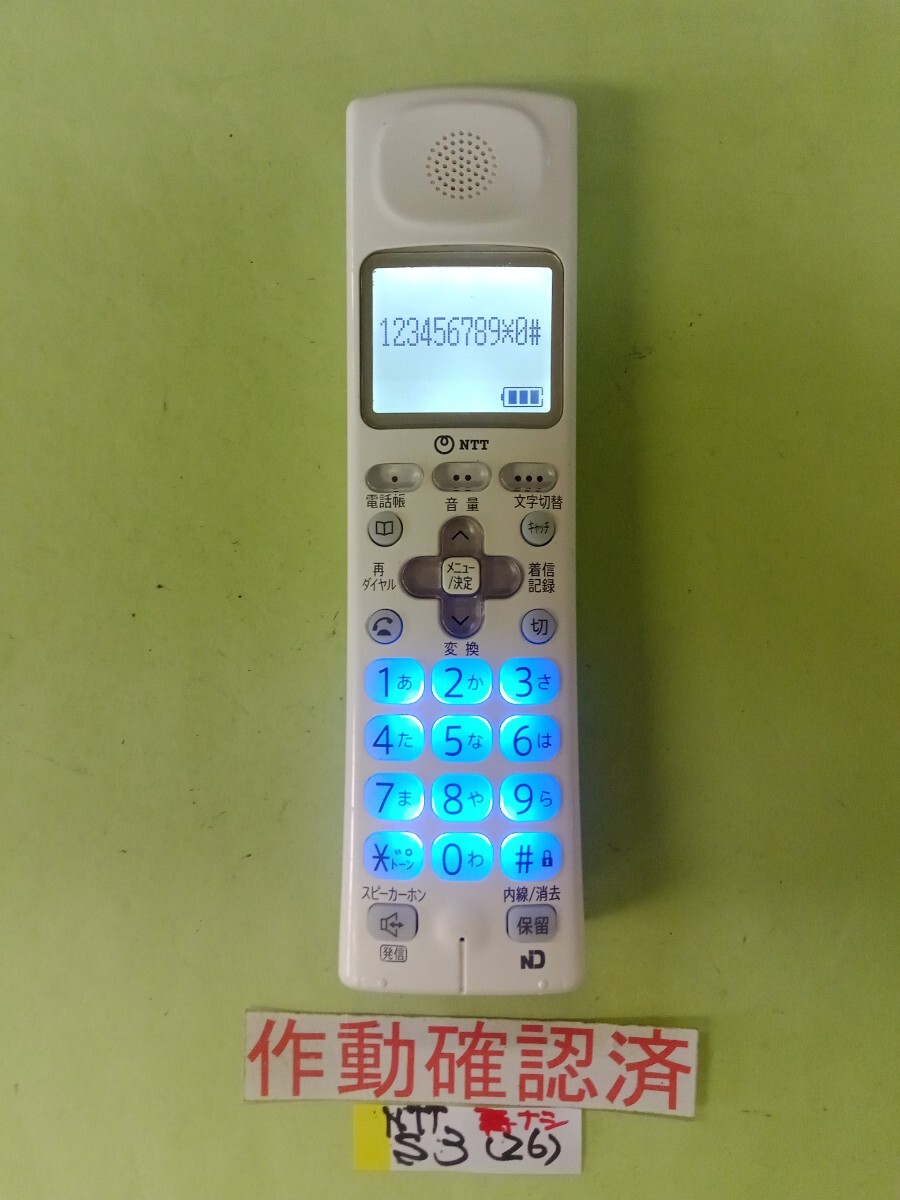 123456789*0#
NTT
電話帳 音量 文字切替
キャッチ
再ダイヤル
メニュー/決定
着信記録
切
変換
1あ 2か 3さ
4た 5な 6は
7ま 8や 9ら
*トーン 0わ #
スピーカーホン 内線/消去
保留
発信
作動確認済
NTT ナシ
S3 (26)